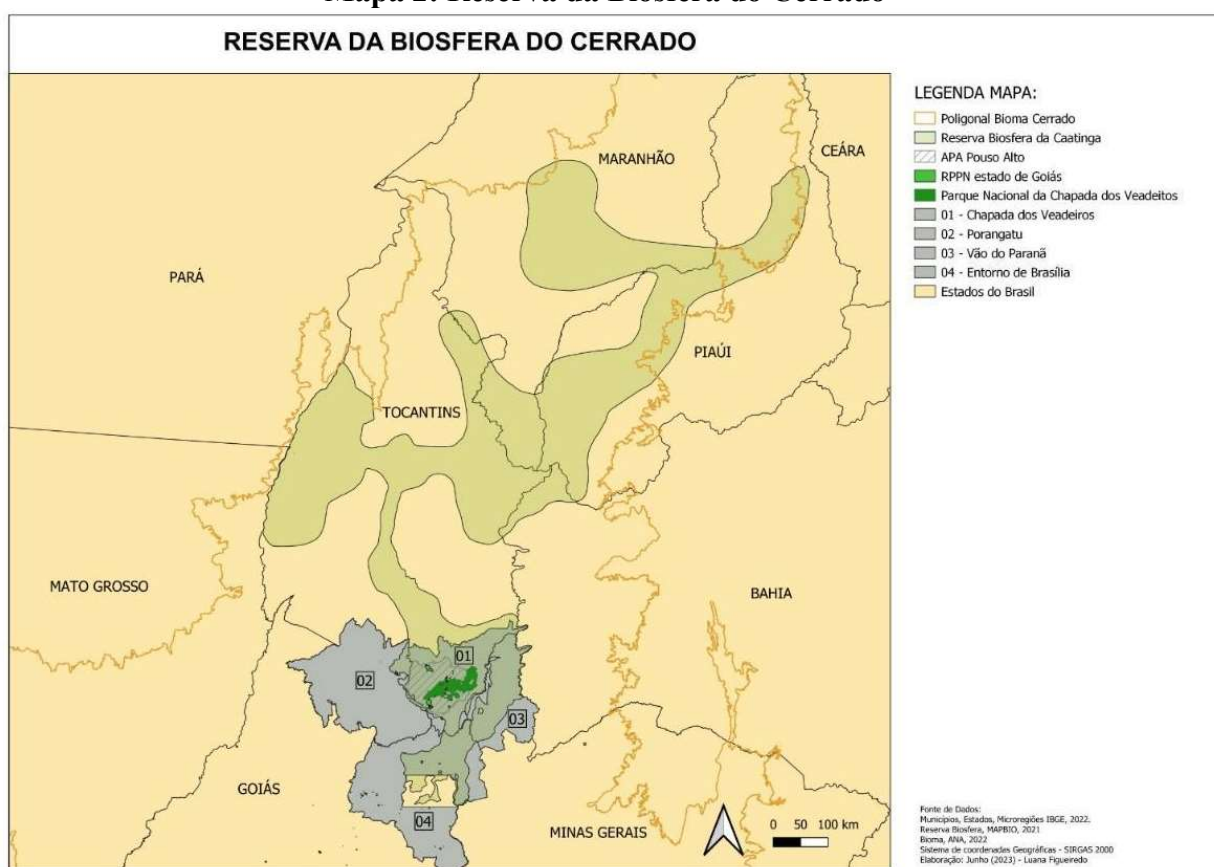 Mapa 2: Reserva da Biosfera do Cerrado
RESERVA DA BIOSFERA DO CERRADO
LEGENDA MAPA:
Poligonal Bioma Cerrado
Reserva Biosfera da Caatinga
APA Pouso Alto
RPPN estado de Goiás
Parque Nacional da Chapada dos Veadeitos
01 - Chapada dos Veadeiros
02 - Porangatu
03 - Vão do Paranã
04 - Entorno de Brasília
Estados do Brasil
MARANHÃO
CEÁRA
PARÁ
PIAÚI
TOCANTINS
MATO GROSSO
BAHIA
01
02
03
GOIÁS
04
MINAS GERAIS
0 50 100 km
Fonte de Dados:
Municípios, Estados, Microregiões IBGE, 2022.
Reserva Biosfera, MAPBIO, 2021
Bioma, ANA, 2022
Sistema de coordenadas Geográficas - SIRGAS 2000
Elaboração: Junho (2023) - Luana Figueredo